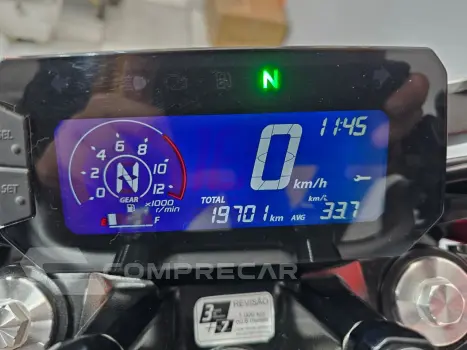 N
SEL
SET
11:45
0 km/h
0 2 4 6 8 10 12
N
GEAR
x1000
r/min
F
TOTAL
19701 km
km/L
AVG 33.7
COMPRECAR
REVISÃO
3
+